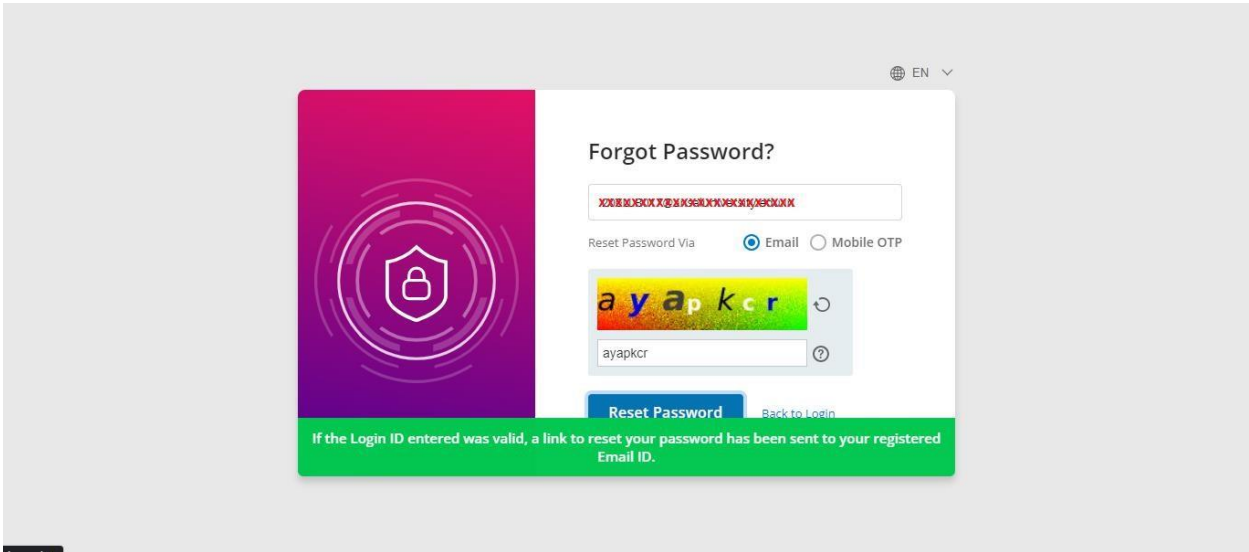 EN
Forgot Password?
Reset Password Via Email Mobile OTP
a y a p k c r
ayapkcr
Reset Password Back to Login
If the Login ID entered was valid, a link to reset your password has been sent to your registered
Email ID.